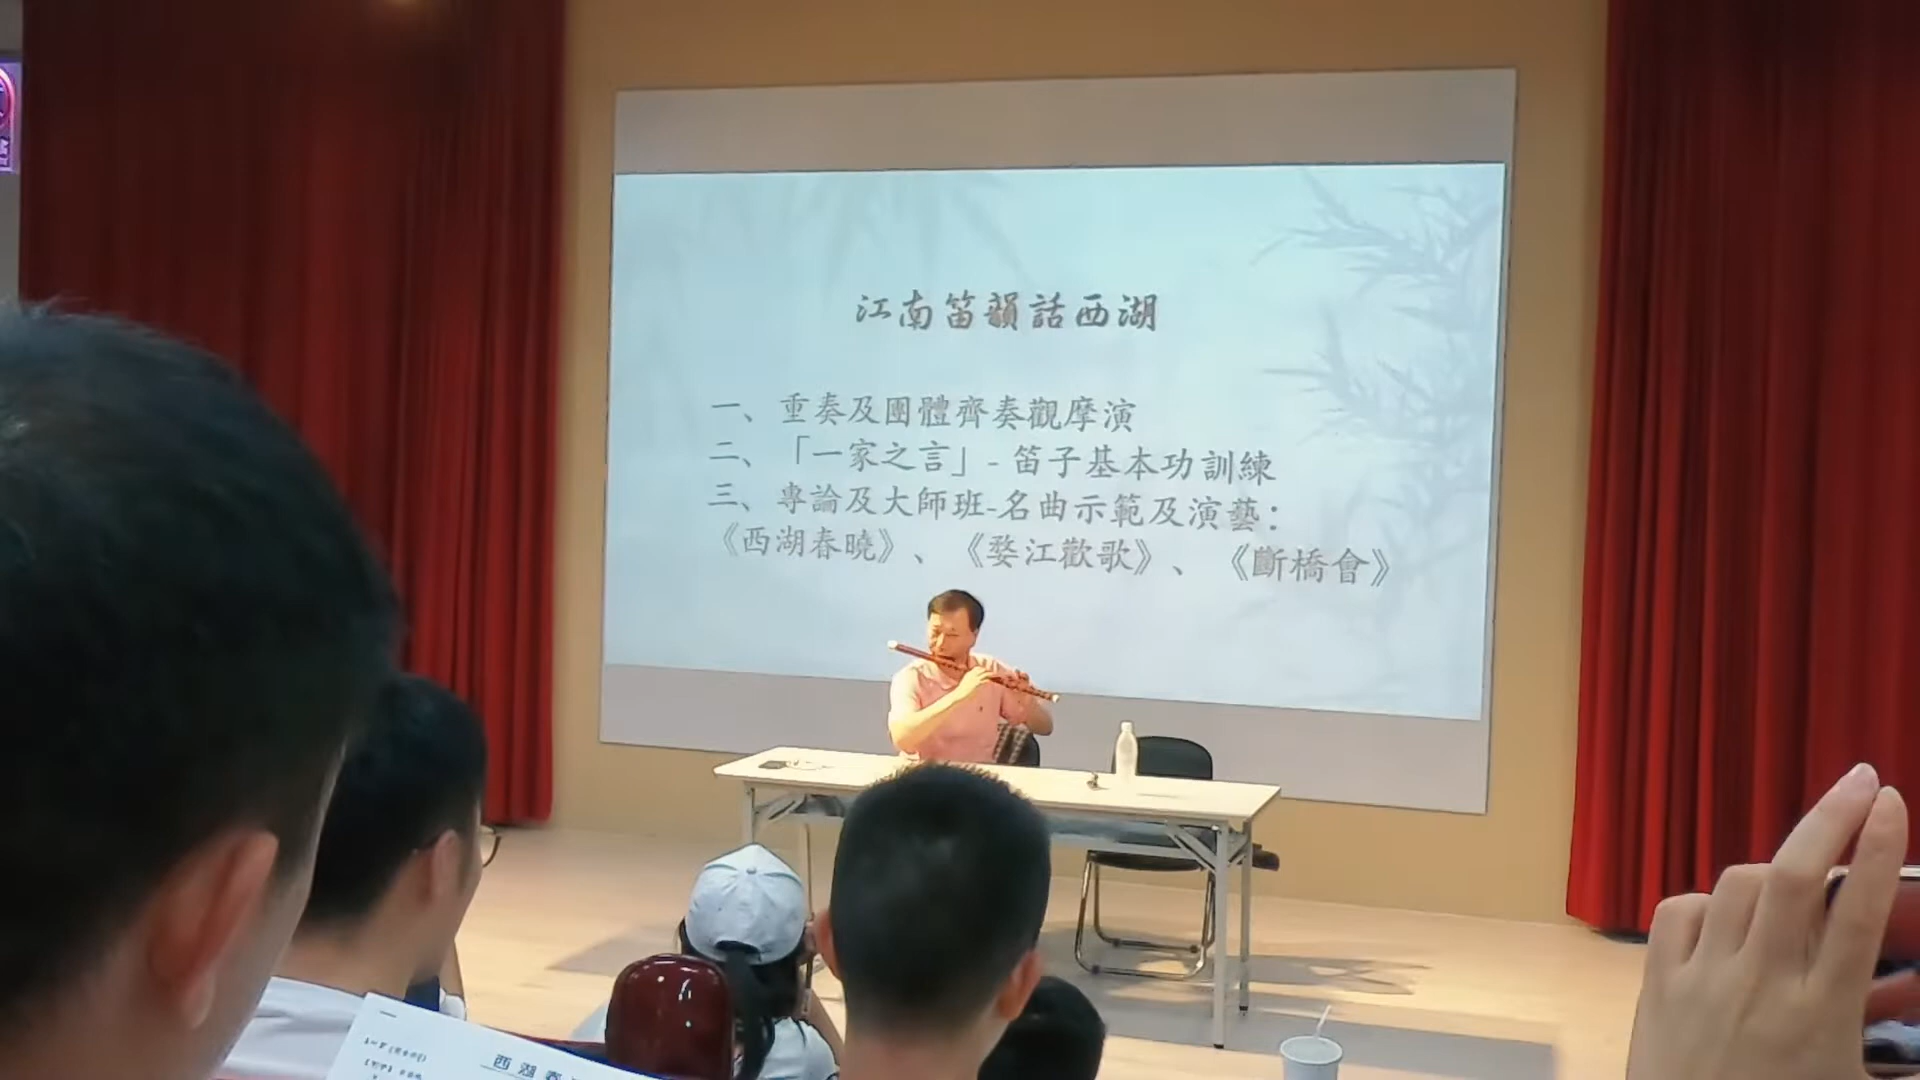 江南笛韻話西湖
一、重奏及團體齊奏觀摩演
二、「一家之言」- 笛子基本功訓練
三、專論及大師班-名曲示範及演藝：
《西湖春曉》、《婺江歡歌》、《斷橋會》
西湖春